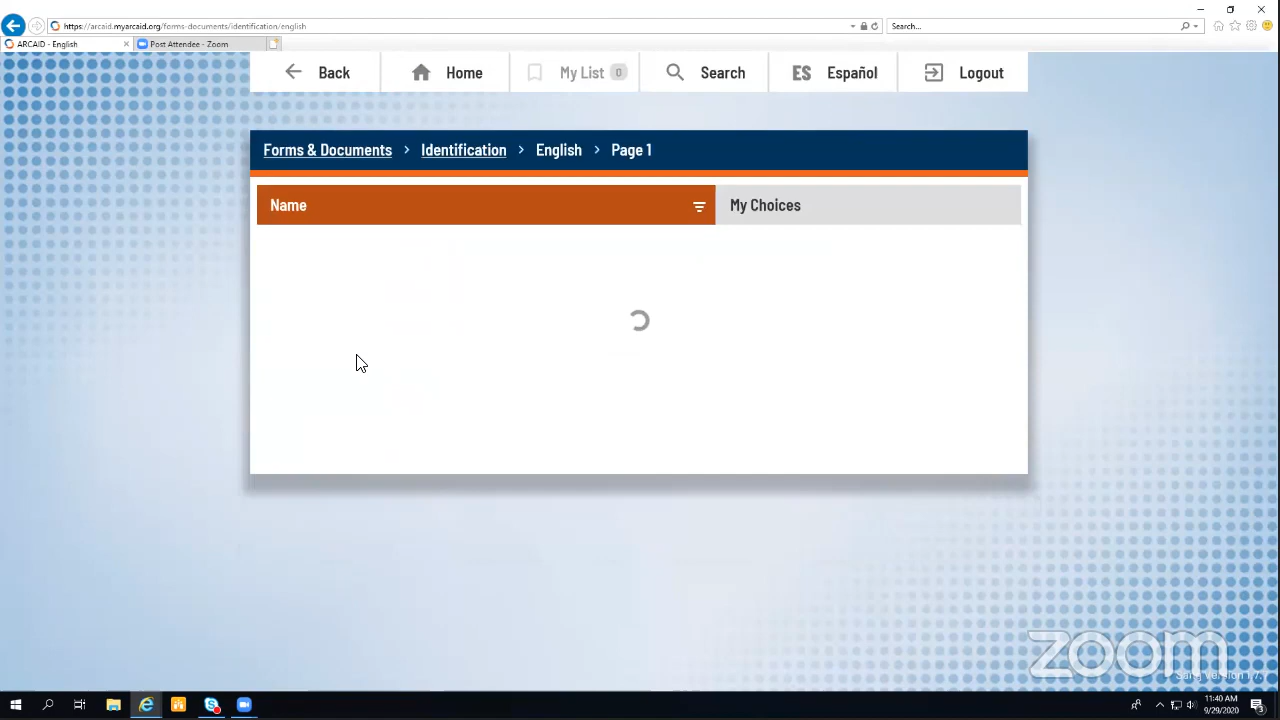 https://arcaid.myarcaid.org/forms-documents/identification/english
Search...
ARCAID - English
Post Attendee - Zoom
Back
Home
My List 0
Search
ES Español
Logout
Forms & Documents > Identification > English > Page 1
Name
My Choices
zoom
11:40 AM
9/29/2020